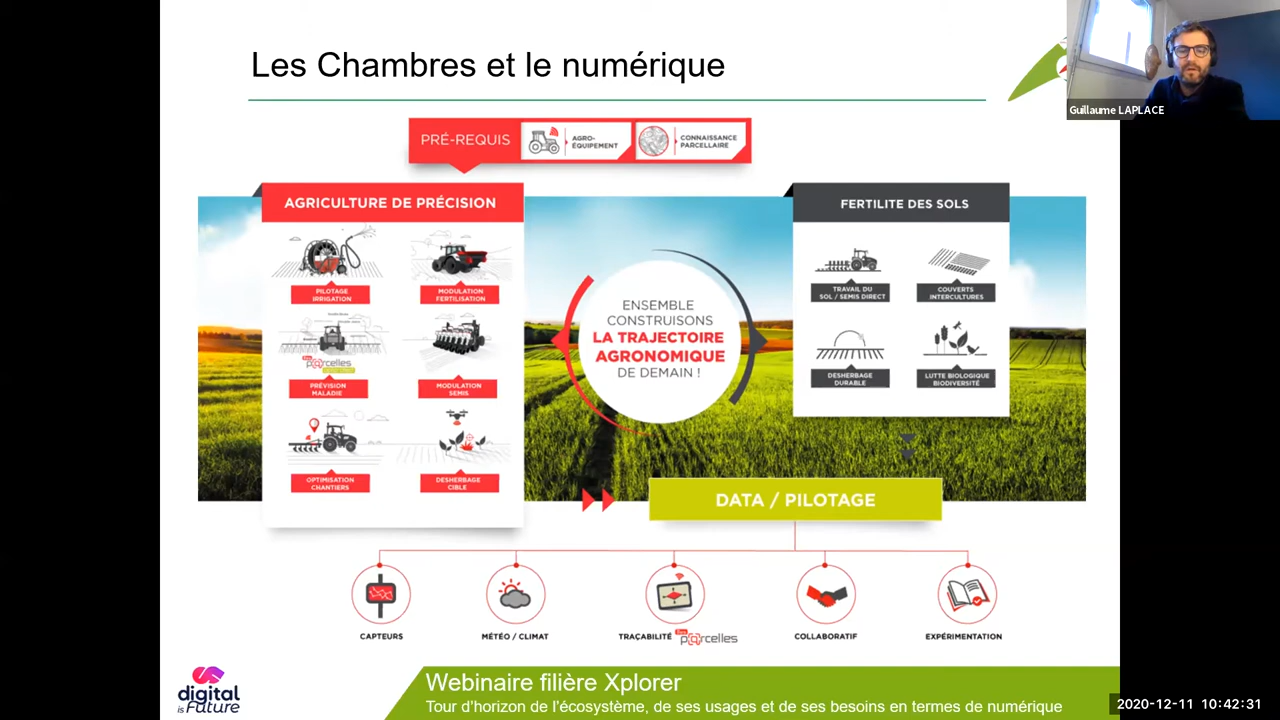 Les Chambres et le numérique
Guillaume LAPLACE
PRÉ-REQUIS
AGRO-
ÉQUIPEMENT
CONNAISSANCE
PARCELLAIRE
AGRICULTURE DE PRÉCISION
PILOTAGE
IRRIGATION
MODULATION
FERTILISATION
parcelles
PRÉVISION
MALADIE
MODULATION
SEMIS
OPTIMISATION
CHANTIERS
DESHERBAGE
CIBLE
ENSEMBLE
CONSTRUISONS
LA TRAJECTOIRE
AGRONOMIQUE
DE DEMAIN !
FERTILITE DES SOLS
TRAVAIL DU
SOL / SEMIS DIRECT
COUVERTS
INTERCULTURES
DESHERBAGE
DURABLE
LUTTE BIOLOGIQUE
BIODIVERSITÉ
DATA / PILOTAGE
CAPTEURS
MÉTÉO / CLIMAT
TRAÇABILITÉ
Mes p@rcelles
COLLABORATIF
EXPÉRIMENTATION
digital
is Future
Webinaire filière Xplorer
Tour d'horizon de l'écosystème, de ses usages et de ses besoins en termes de numérique
2020-12-11 10:42:31